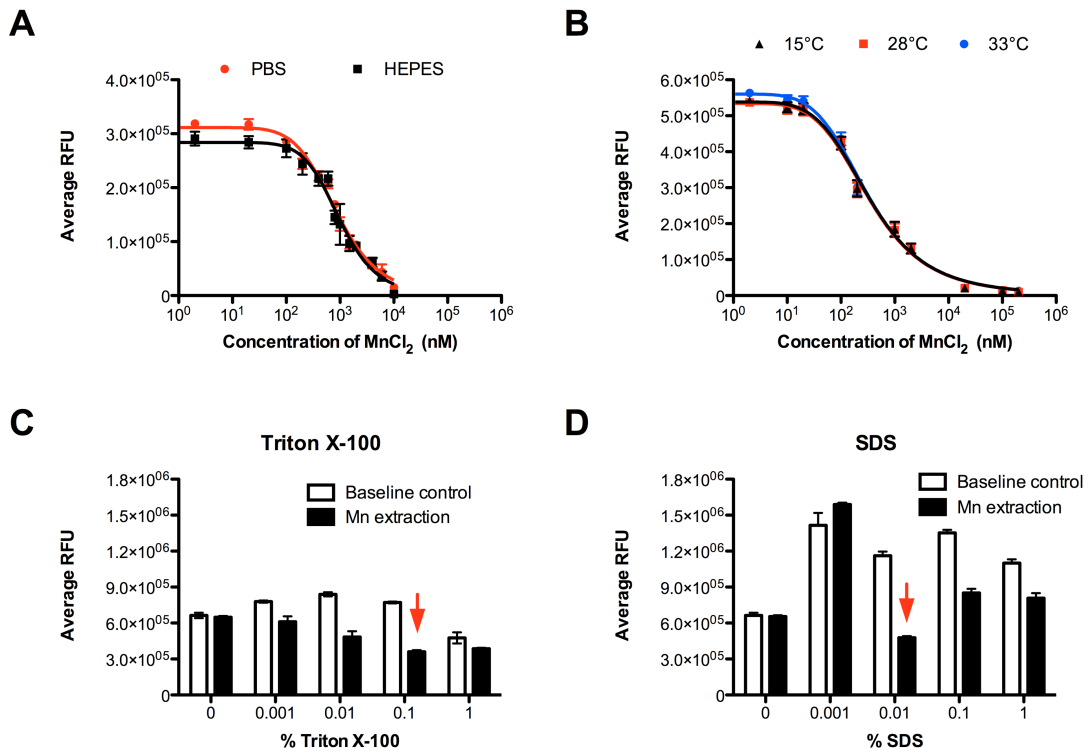 A
PBS
HEPES
4.0×10⁰⁵
3.0×10⁰⁵
2.0×10⁰⁵
1.0×10⁰⁵
0
Average RFU
10⁰ 10¹ 10² 10³ 10⁴ 10⁵ 10⁶
Concentration of MnCl₂ (nM)
B
15°C
28°C
33°C
6.0×10⁰⁵
5.0×10⁰⁵
4.0×10⁰⁵
3.0×10⁰⁵
2.0×10⁰⁵
1.0×10⁰⁵
0
Average RFU
10⁰ 10¹ 10² 10³ 10⁴ 10⁵ 10⁶
Concentration of MnCl₂ (nM)
C
Triton X-100
Baseline control
Mn extraction
1.8×10⁰⁶
1.5×10⁰⁶
1.2×10⁰⁶
9.0×10⁰⁵
6.0×10⁰⁵
3.0×10⁰⁵
0
Average RFU
0 0.001 0.01 0.1 1
% Triton X-100
D
SDS
Baseline control
Mn extraction
1.8×10⁰⁶
1.5×10⁰⁶
1.2×10⁰⁶
9.0×10⁰⁵
6.0×10⁰⁵
3.0×10⁰⁵
0
Average RFU
0 0.001 0.01 0.1 1
% SDS